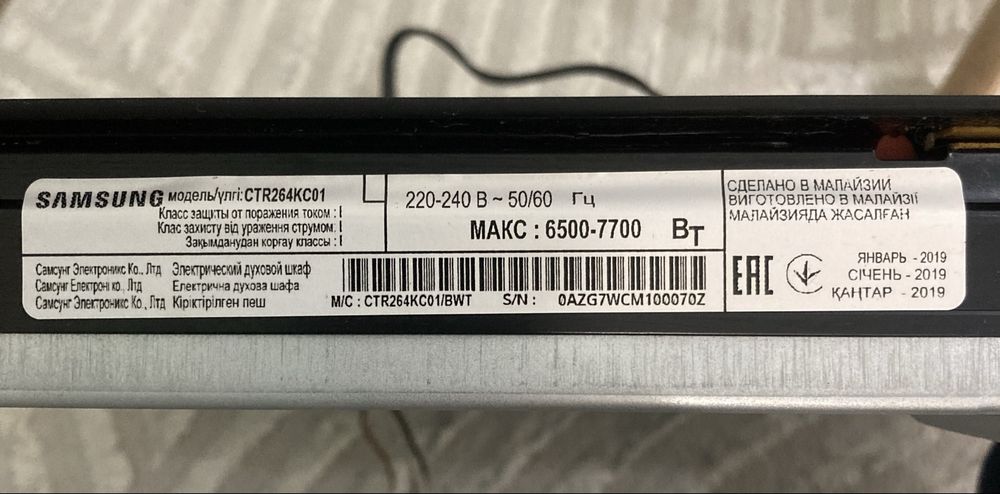 SAMSUNG модель/үлгі: CTR264KC01
Класс защиты от поражения током : I
Клас захисту від ураження струмом: I
Зақымданудан қорғау классы : I
220-240 В ~ 50/60 Гц
МАКС : 6500-7700 Вт
СДЕЛАНО В МАЛАЙЗИИ
ВИГОТОВЛЕНО В МАЛАЙЗІЇ
МАЛАЙЗИЯДА ЖАСАЛҒАН
Самсунг Электроникс Ко., Лтд Электрический духовой шкаф
Самсунг Електроні ко., Лтд Електрична духова шафа
Самсунг Электроникс Ко., Лтд Кіріктірілген пеш
M/C : CTR264KC01/BWT S/N : 0AZG7WCM100070Z
EAC
ЯНВАРЬ - 2019
СІЧЕНЬ - 2019
ҚАҢТАР - 2019